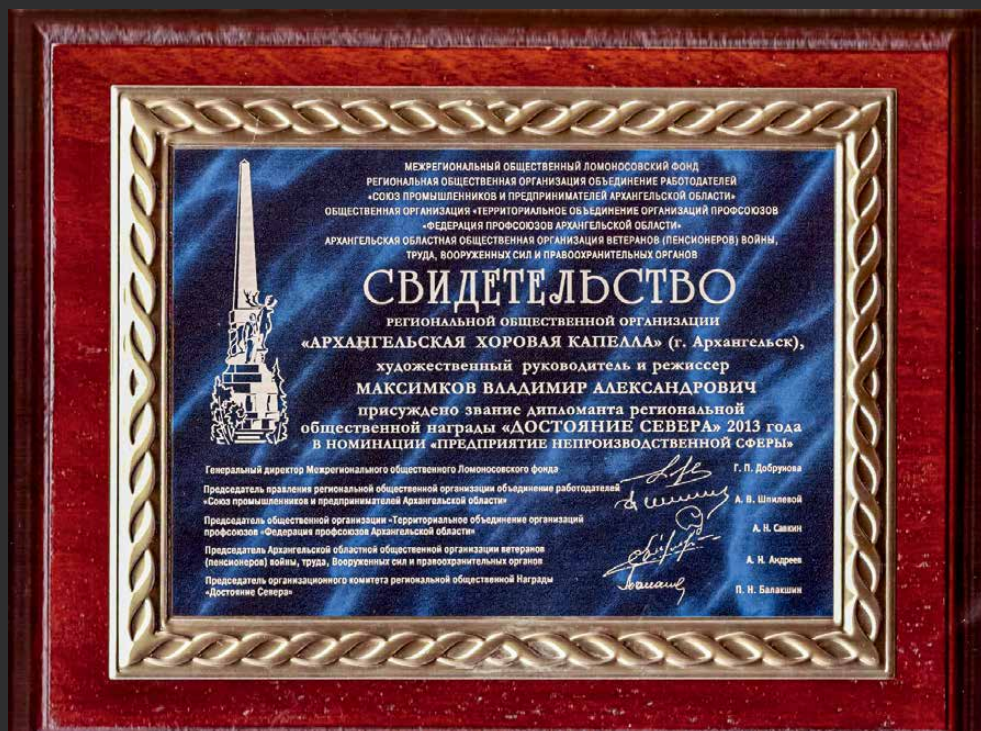 МЕЖРЕГИОНАЛЬНЫЙ ОБЩЕСТВЕННЫЙ ЛОМОНОСОВСКИЙ ФОНД
РЕГИОНАЛЬНАЯ ОБЩЕСТВЕННАЯ ОРГАНИЗАЦИЯ ОБЪЕДИНЕНИЕ РАБОТОДАТЕЛЕЙ
«СОЮЗ ПРОМЫШЛЕННИКОВ И ПРЕДПРИНИМАТЕЛЕЙ АРХАНГЕЛЬСКОЙ ОБЛАСТИ»
ОБЩЕСТВЕННАЯ ОРГАНИЗАЦИЯ «ТЕРРИТОРИАЛЬНОЕ ОБЪЕДИНЕНИЕ ОРГАНИЗАЦИЙ ПРОФСОЮЗОВ
«ФЕДЕРАЦИЯ ПРОФСОЮЗОВ АРХАНГЕЛЬСКОЙ ОБЛАСТИ»
АРХАНГЕЛЬСКАЯ ОБЛАСТНАЯ ОБЩЕСТВЕННАЯ ОРГАНИЗАЦИЯ ВЕТЕРАНОВ (ПЕНСИОНЕРОВ) ВОЙНЫ,
ТРУДА, ВООРУЖЕННЫХ СИЛ И ПРАВООХРАНИТЕЛЬНЫХ ОРГАНОВ
СВИДЕТЕЛЬСТВО
РЕГИОНАЛЬНОЙ ОБЩЕСТВЕННОЙ ОРГАНИЗАЦИИ
«АРХАНГЕЛЬСКАЯ ХОРОВАЯ КАПЕЛЛА» (г. Архангельск),
художественный руководитель и режиссер
МАКСИМКОВ ВЛАДИМИР АЛЕКСАНДРОВИЧ
присуждено звание дипломанта региональной
общественной награды «ДОСТОЯНИЕ СЕВЕРА» 2013 года
В НОМИНАЦИИ «ПРЕДПРИЯТИЕ НЕПРОИЗВОДСТВЕННОЙ СФЕРЫ»
Генеральный директор Межрегионального общественного Ломоносовского фонда Г. П. Добрунова
Председатель правления региональной общественной организации объединение работодателей
«Союз промышленников и предпринимателей Архангельской области» А. В. Шпилевой
Председатель общественной организации «Территориальное объединение организаций
профсоюзов «Федерация профсоюзов Архангельской области» А. Н. Савкин
Председатель Архангельской областной общественной организации ветеранов
(пенсионеров) войны, труда, Вооруженных сил и правоохранительных органов А. Н. Андреев
Председатель организационного комитета региональной общественной Награды
«Достояние Севера» П. Н. Балакшин